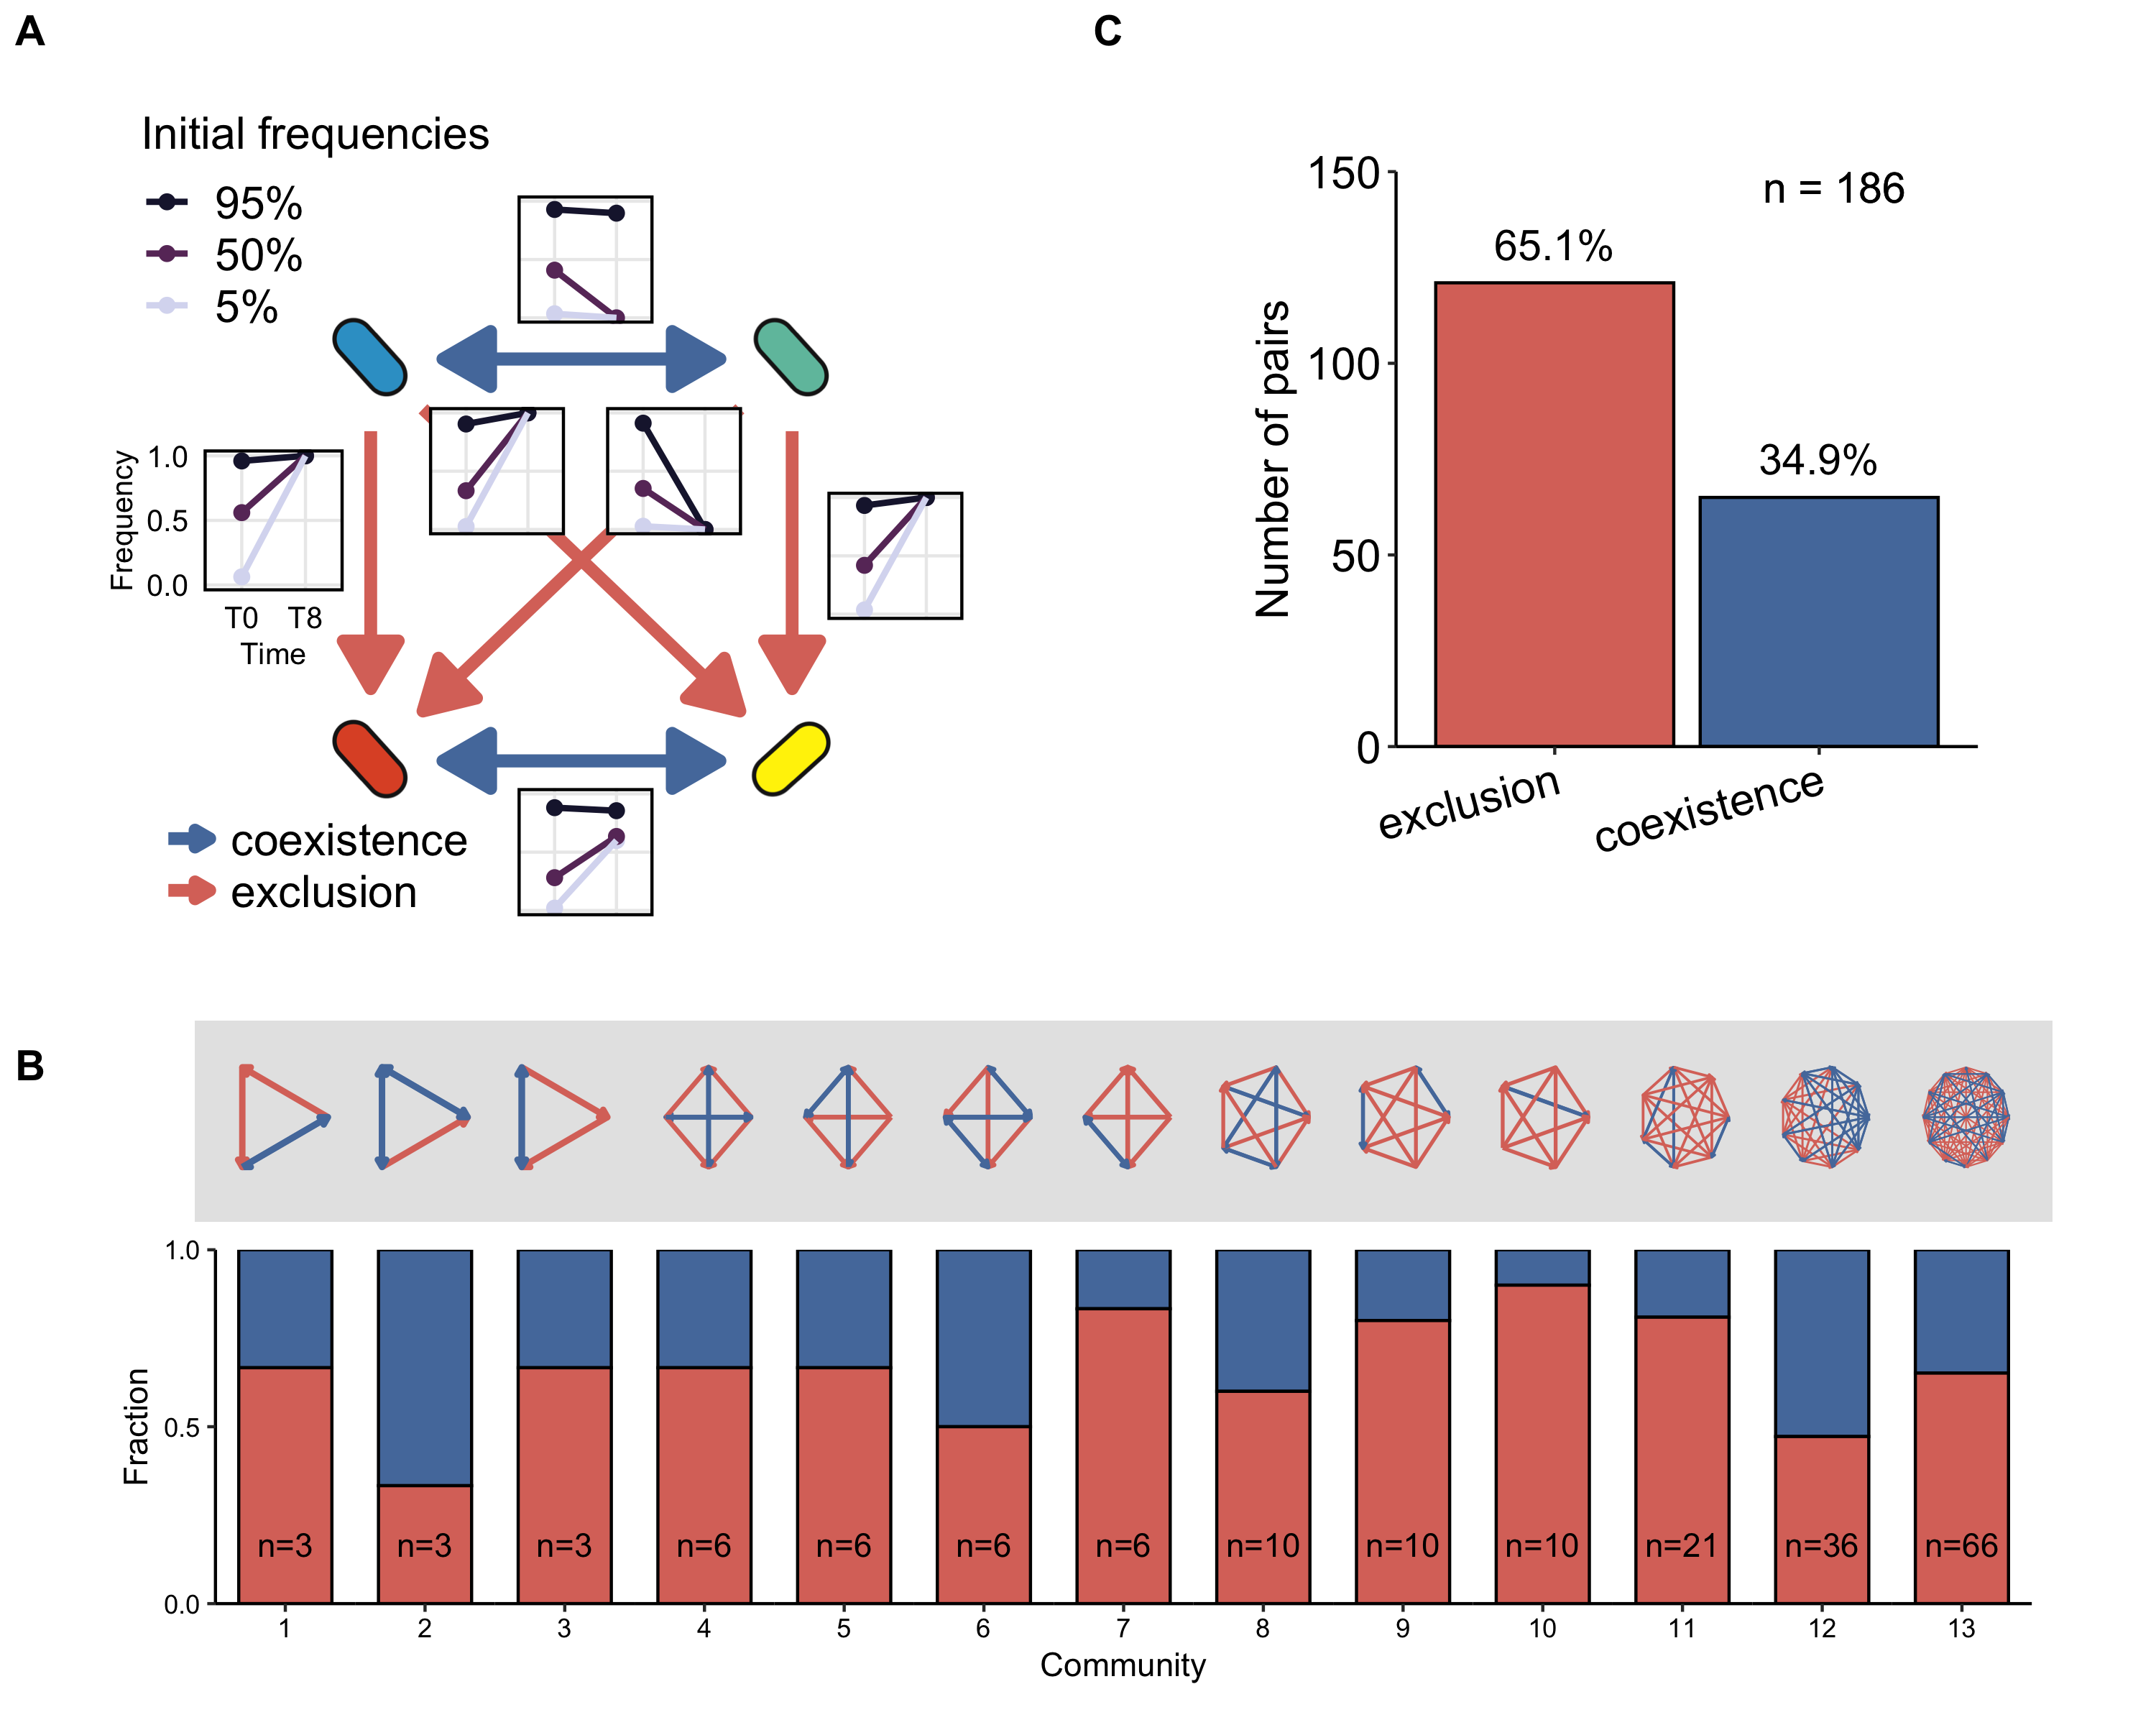 A
Initial frequencies
95%
50%
5%
Frequency
1.0
0.5
0.0
T0 T8
Time
coexistence
exclusion
C
n = 186
Number of pairs
150
100
50
0
65.1%
34.9%
exclusion
coexistence
B
Fraction
1.0
0.5
0.0
n=3 n=3 n=3 n=6 n=6 n=6 n=6 n=10 n=10 n=10 n=21 n=36 n=66
1 2 3 4 5 6 7 8 9 10 11 12 13
Community